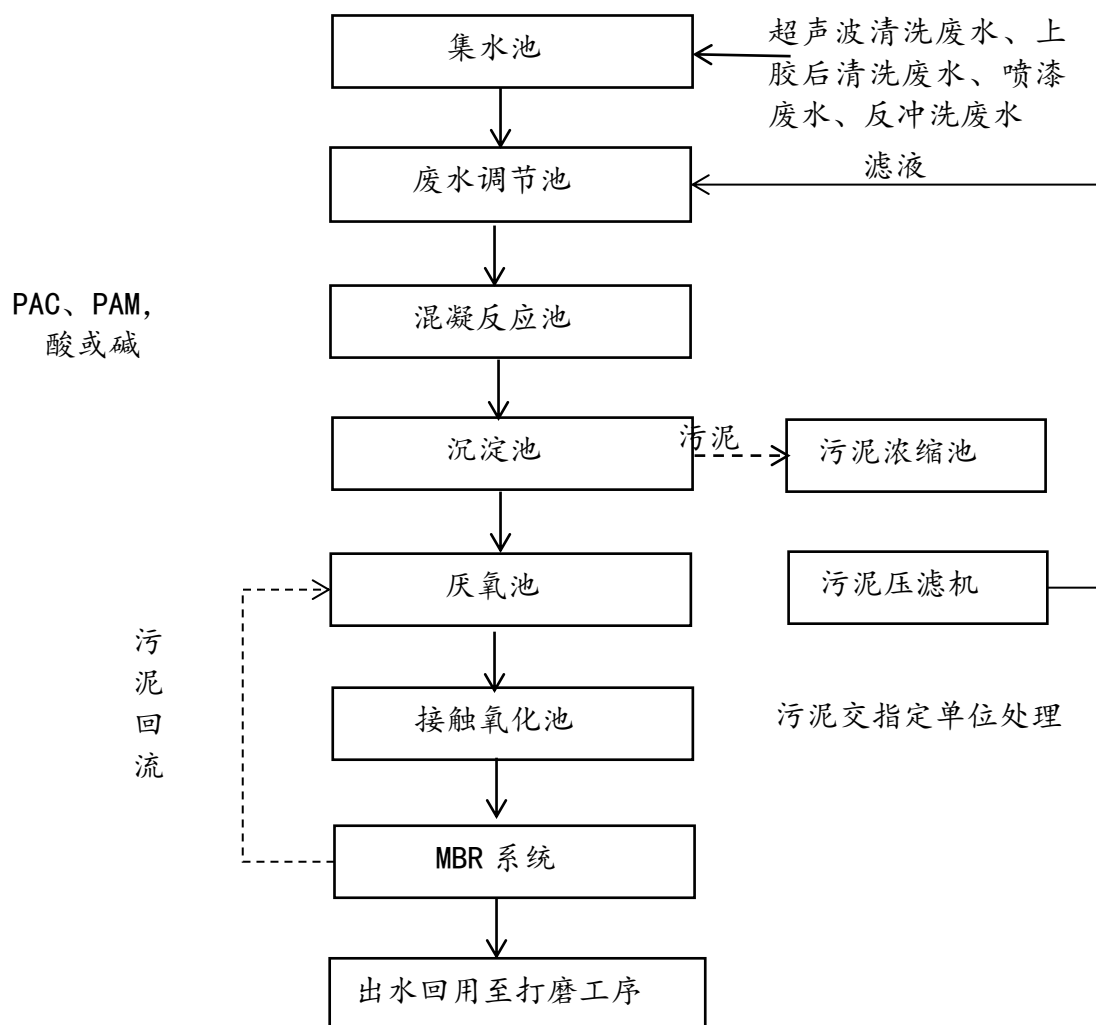 集水池
超声波清洗废水、上
胶后清洗废水、喷漆
废水、反冲洗废水
滤液
废水调节池
PAC、PAM,
酸或碱
混凝反应池
沉淀池
污泥
污泥浓缩池
厌氧池
污泥压滤机
污
泥
回
流
接触氧化池
污泥交指定单位处理
MBR 系统
出水回用至打磨工序